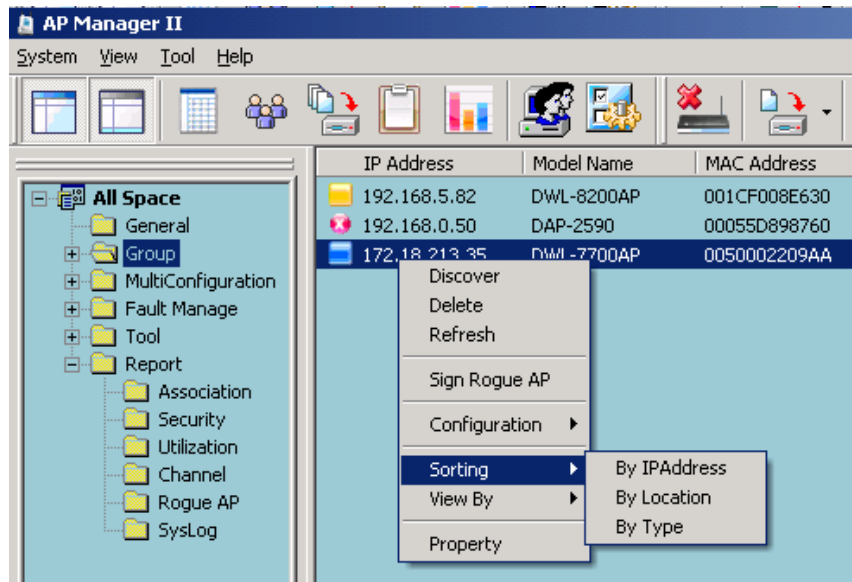 AP Manager II
System View Tool Help
IP Address Model Name MAC Address
192.168.5.82 DWL-8200AP 001CF008E630
192.168.0.50 DAP-2590 00055D898760
172.18.213.35 DWL-7700AP 0050002209AA
All Space
General
Group
MultiConfiguration
Fault Manage
Tool
Report
Association
Security
Utilization
Channel
Rogue AP
SysLog
Discover
Delete
Refresh
Sign Rogue AP
Configuration
Sorting
View By
Property
By IPAddress
By Location
By Type